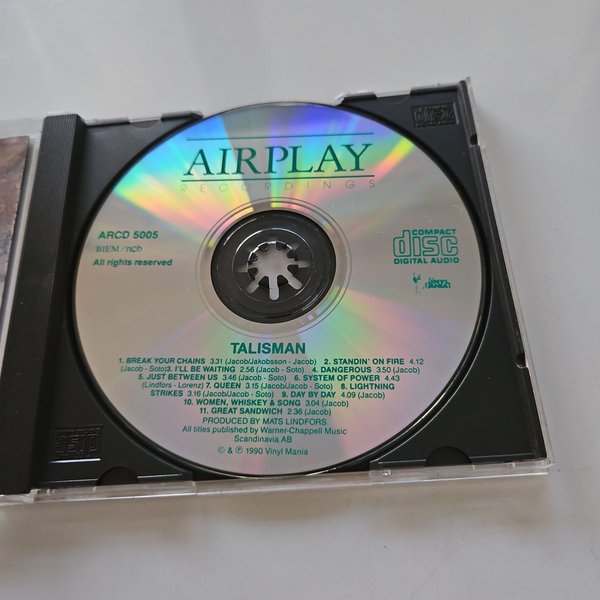 AIRPLAY
RECORDINGS
ARCD 5005
BIEM / ncb
All rights reserved
COMPACT
disc
DIGITAL AUDIO
VINYL
MANIA
TALISMAN
1. BREAK YOUR CHAINS 3.31 (Jacob/Jakobsson - Jacob) 2. STANDIN' ON FIRE 4.12
(Jacob - Soto)3. I'LL BE WAITING 2.56 (Jacob - Soto) 4. DANGEROUS 3.50 (Jacob)
5. JUST BETWEEN US 3.46 (Jacob - Soto) 6. SYSTEM OF POWER 4.43
(Lindfors - Lorenz) 7. QUEEN 3.15 (Jacob/Jacob - Soto) 8. LIGHTNING
STRIKES 3.16 (Jacob/Jacob - Soto) 9. DAY BY DAY 4.09 (Jacob)
10. WOMEN, WHISKEY & SONG 3.04 (Jacob)
11. GREAT SANDWICH 2.36 (Jacob)
PRODUCED BY MATS LINDFORS
All titles published by Warner-Chappell Music
Scandinavia AB
© & ℗ 1990 Vinyl Mania